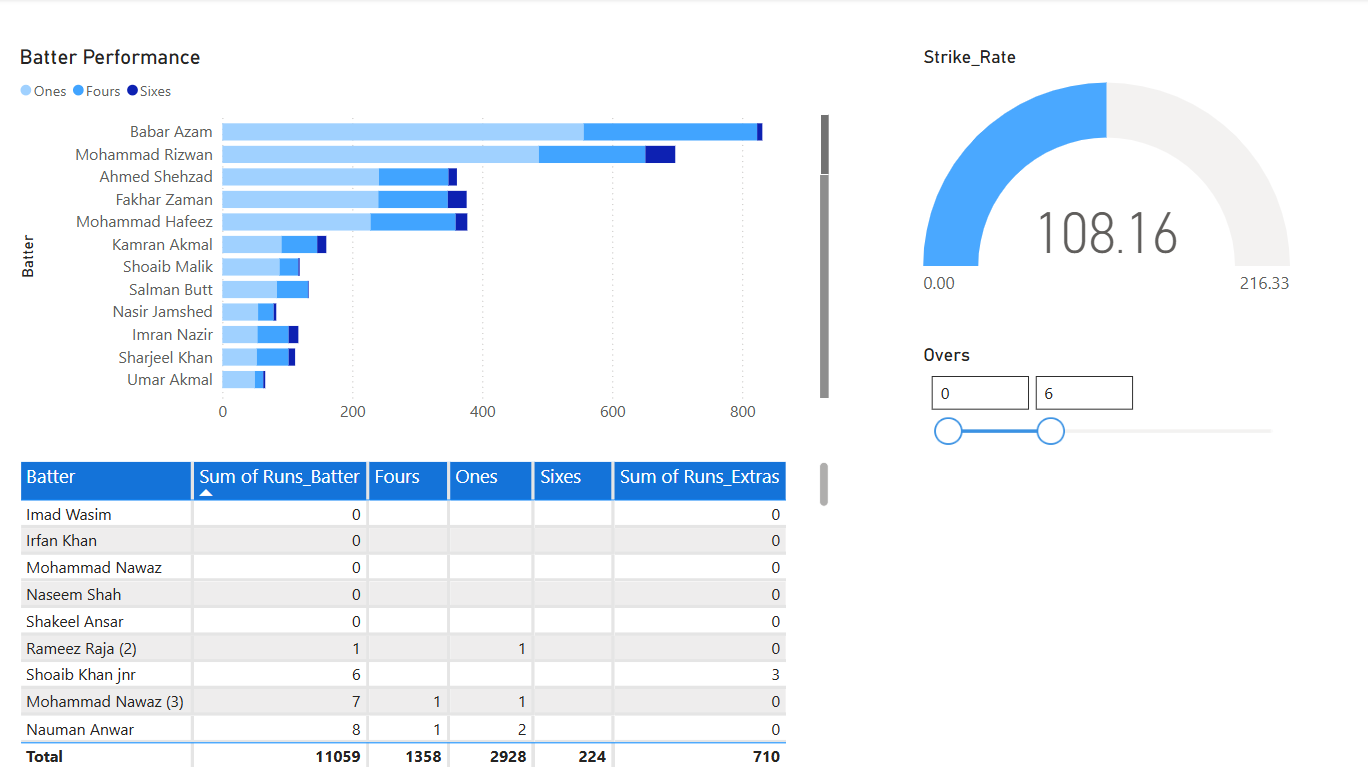 Batter Performance
Ones Fours Sixes
Batter
Babar Azam
Mohammad Rizwan
Ahmed Shehzad
Fakhar Zaman
Mohammad Hafeez
Kamran Akmal
Shoaib Malik
Salman Butt
Nasir Jamshed
Imran Nazir
Sharjeel Khan
Umar Akmal
0 200 400 600 800
Strike_Rate
108.16
0.00 216.33
Overs
0 6
Batter Sum of Runs_Batter Fours Ones Sixes Sum of Runs_Extras
Imad Wasim 0 0
Irfan Khan 0 0
Mohammad Nawaz 0 0
Naseem Shah 0 0
Shakeel Ansar 0 0
Rameez Raja (2) 1 1 0
Shoaib Khan jnr 6 3
Mohammad Nawaz (3) 7 1 1 0
Nauman Anwar 8 1 2 0
Total 11059 1358 2928 224 710